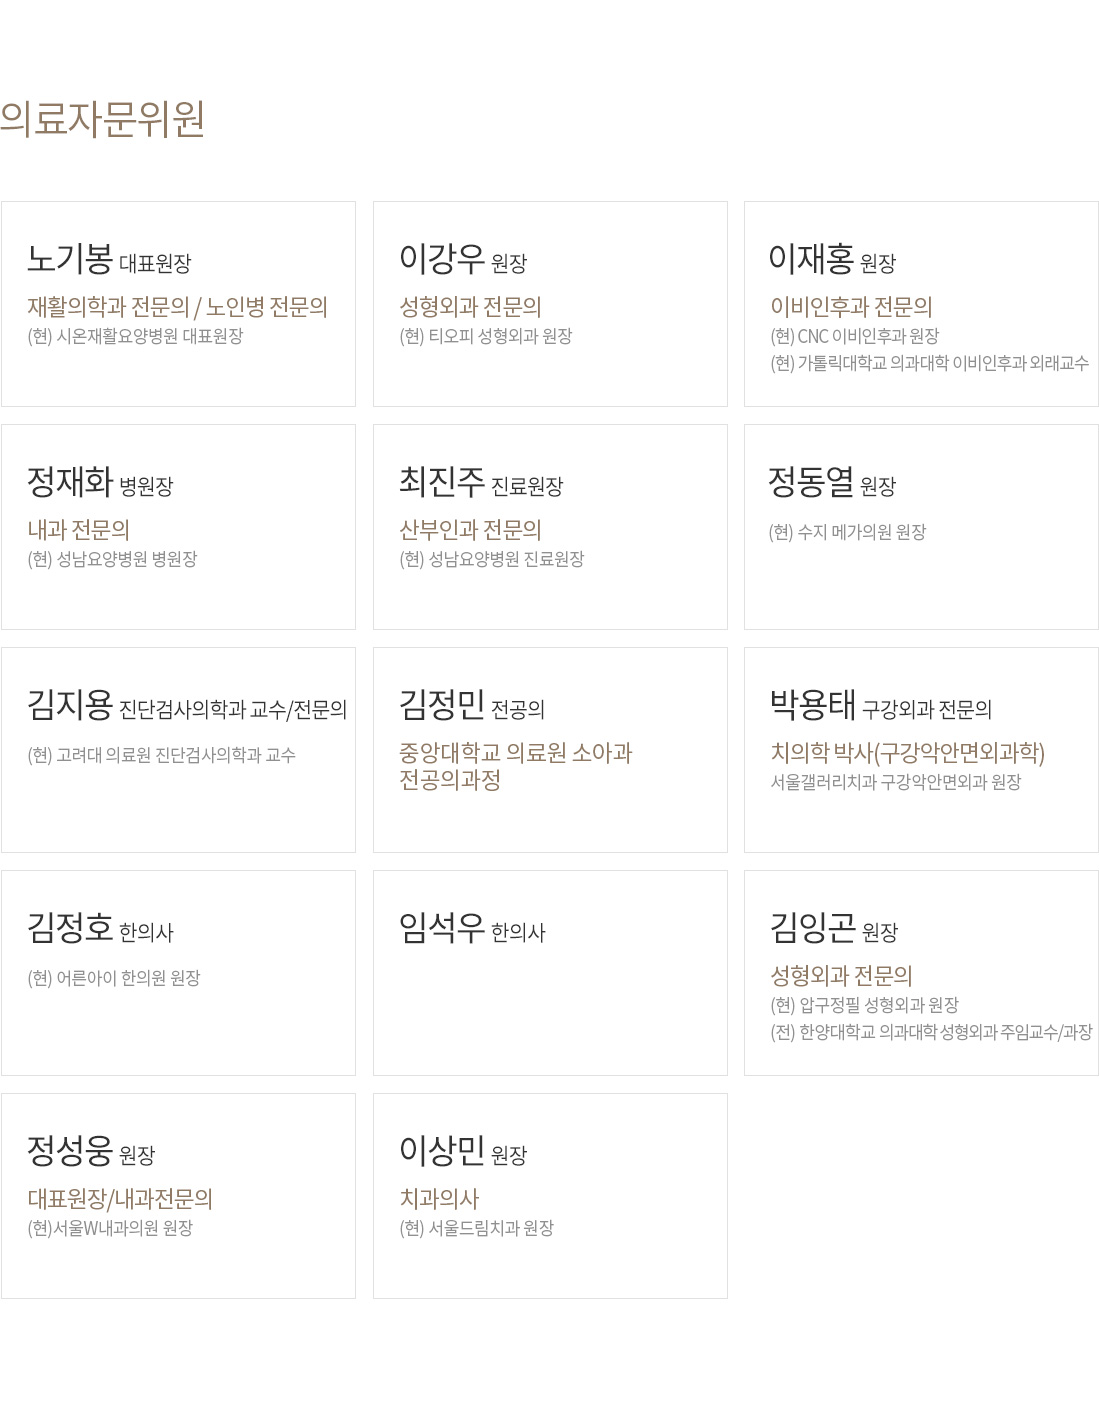 의료자문위원
노기봉 대표원장
재활의학과 전문의 / 노인병 전문의
(현) 시온재활요양병원 대표원장
이강우 원장
성형외과 전문의
(현) 티오피 성형외과 원장
이재홍 원장
이비인후과 전문의
(현) CNC 이비인후과 원장
(현) 가톨릭대학교 의과대학 이비인후과 외래교수
정재화 병원장
내과 전문의
(현) 성남요양병원 병원장
최진주 진료원장
산부인과 전문의
(현) 성남요양병원 진료원장
정동열 원장
(현) 수지 메가의원 원장
김지용 진단검사의학과 교수/전문의
(현) 고려대 의료원 진단검사의학과 교수
김정민 전공의
중앙대학교 의료원 소아과
전공의과정
박용태 구강외과 전문의
치의학 박사(구강악안면외과학)
서울갤러리치과 구강악안면외과 원장
김정호 한의사
(현) 어른아이 한의원 원장
임석우 한의사
김잉곤 원장
성형외과 전문의
(현) 압구정필 성형외과 원장
(전) 한양대학교 의과대학 성형외과 주임교수/과장
정성웅 원장
대표원장/내과전문의
(현)서울W내과의원 원장
이상민 원장
치과의사
(현) 서울드림치과 원장